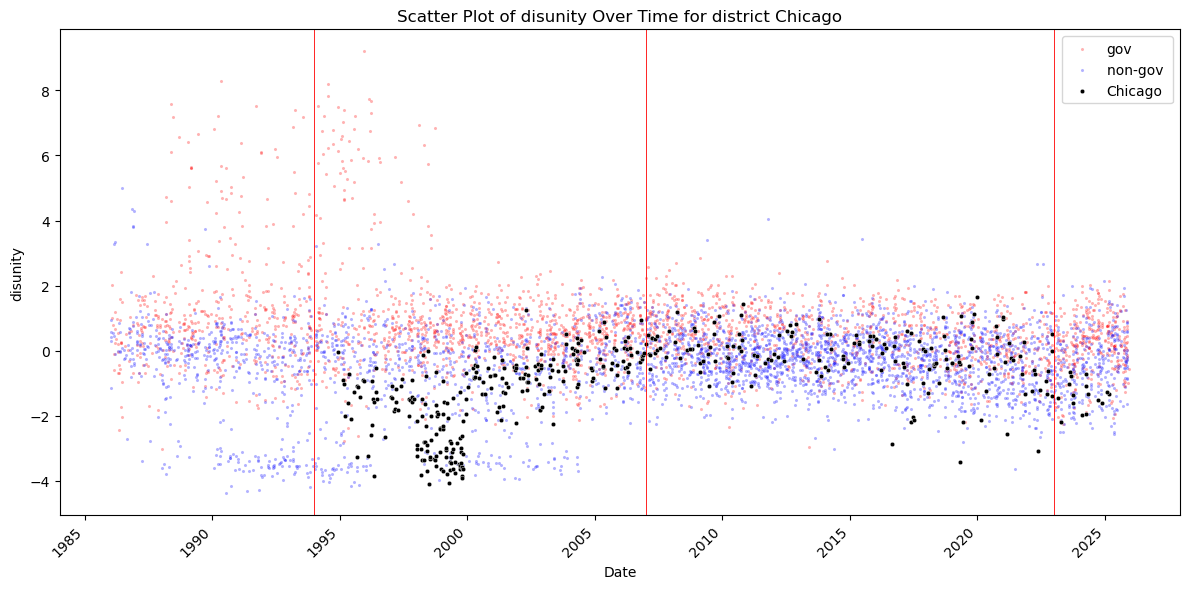 Scatter Plot of disunity Over Time for district Chicago
gov
non-gov
Chicago
disunity
8
6
4
2
0
−2
−4
1985
1990
1995
2000
2005
2010
2015
2020
2025
Date